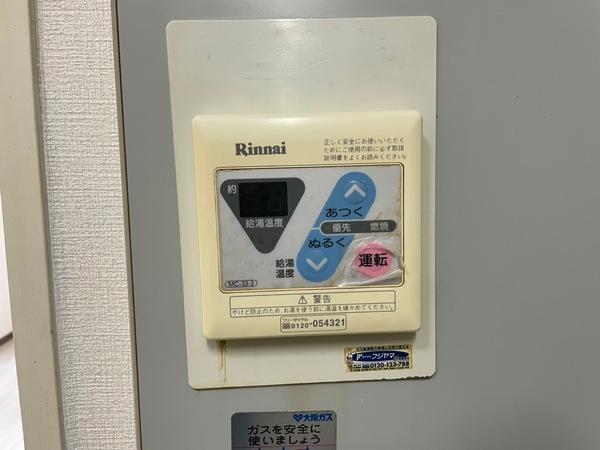 Rinnai
正しく安全にお使いいただく
ためにご使用の前に必ず取扱
説明書をよくお読みください。
約
給湯温度
あつく
優先 燃焼
ぬるく
給湯
温度
運転
MC-33-3
警告
やけど防止のため、お湯を使う前に湯温を確かめてください。
フリーダイヤル
0120-054321
フジヤマ
0120-123-788
大阪ガス
ガスを安全に
使いましょう